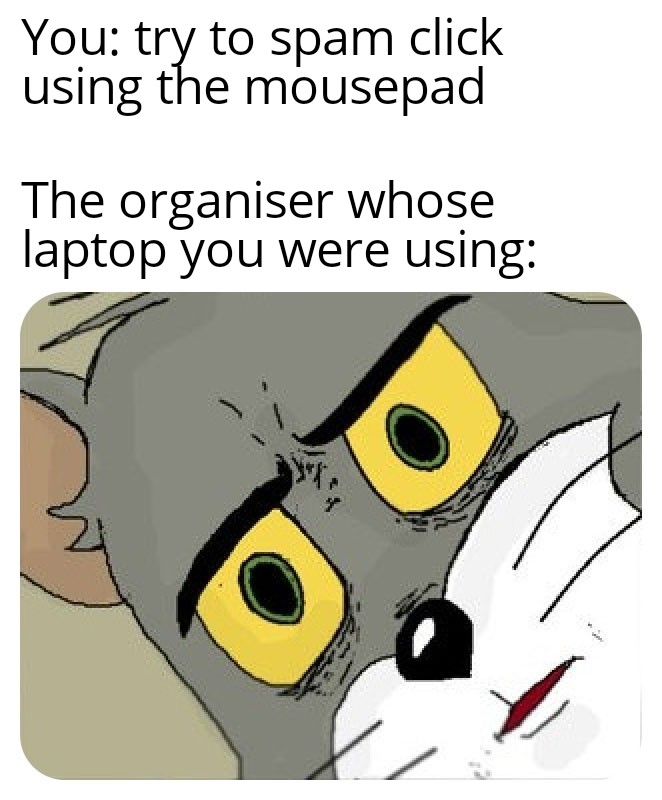 You: try to spam click
using the mousepad
The organiser whose
laptop you were using: